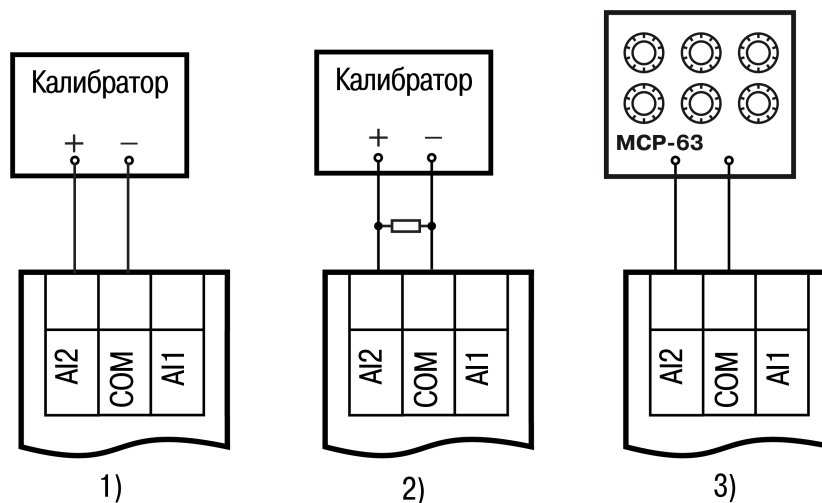 Калибратор
+ –
AI2
COM
AI1
1)
Калибратор
+ –
AI2
COM
AI1
2)
МСР-63
AI2
COM
AI1
3)